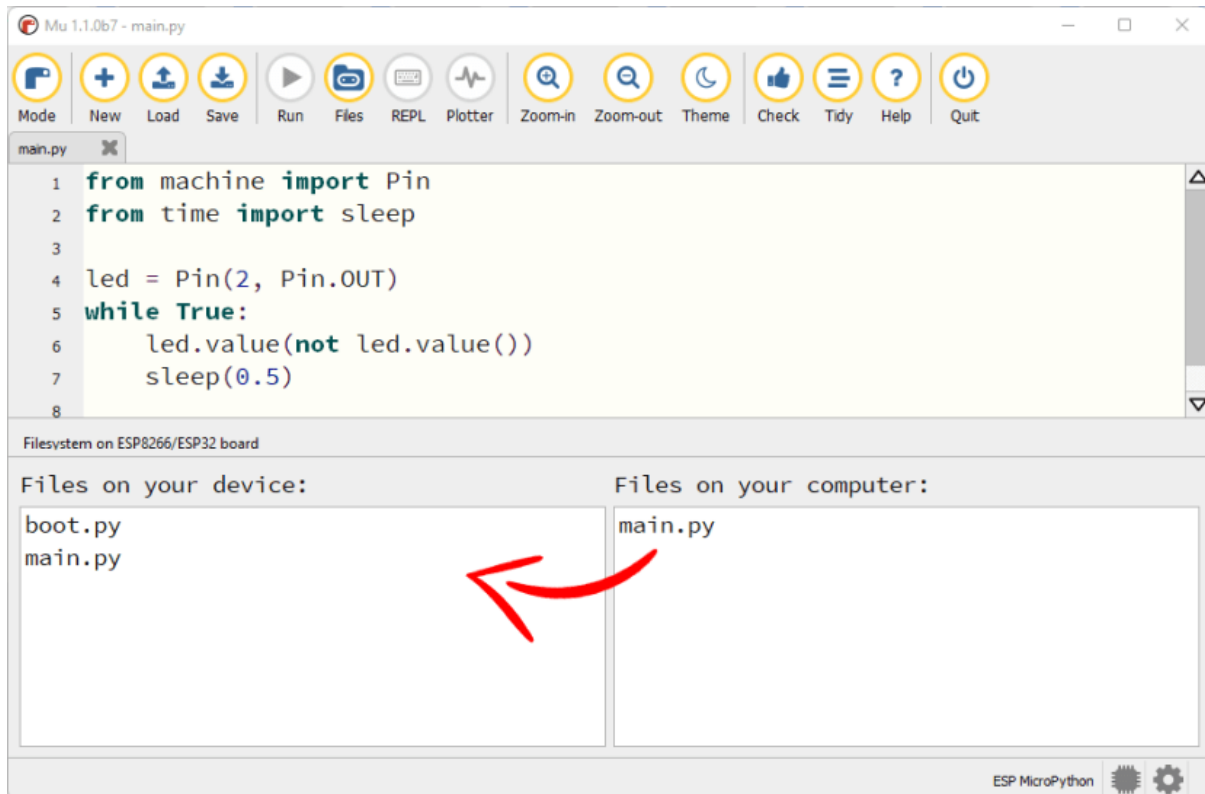 Mu 1.1.0b7 - main.py
Mode New Load Save Run Files REPL Plotter Zoom-in Zoom-out Theme Check Tidy Help Quit
main.py
1 from machine import Pin
2 from time import sleep
3
4 led = Pin(2, Pin.OUT)
5 while True:
6     led.value(not led.value())
7     sleep(0.5)
8
Filesystem on ESP8266/ESP32 board
Files on your device: Files on your computer:
boot.py main.py
main.py
ESP MicroPython